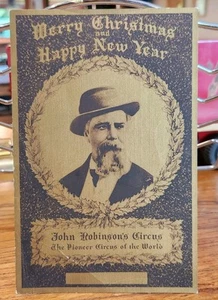 Merry Christmas
and
Happy New Year
John Robinson's Circus
The Pioneer Circus of the World